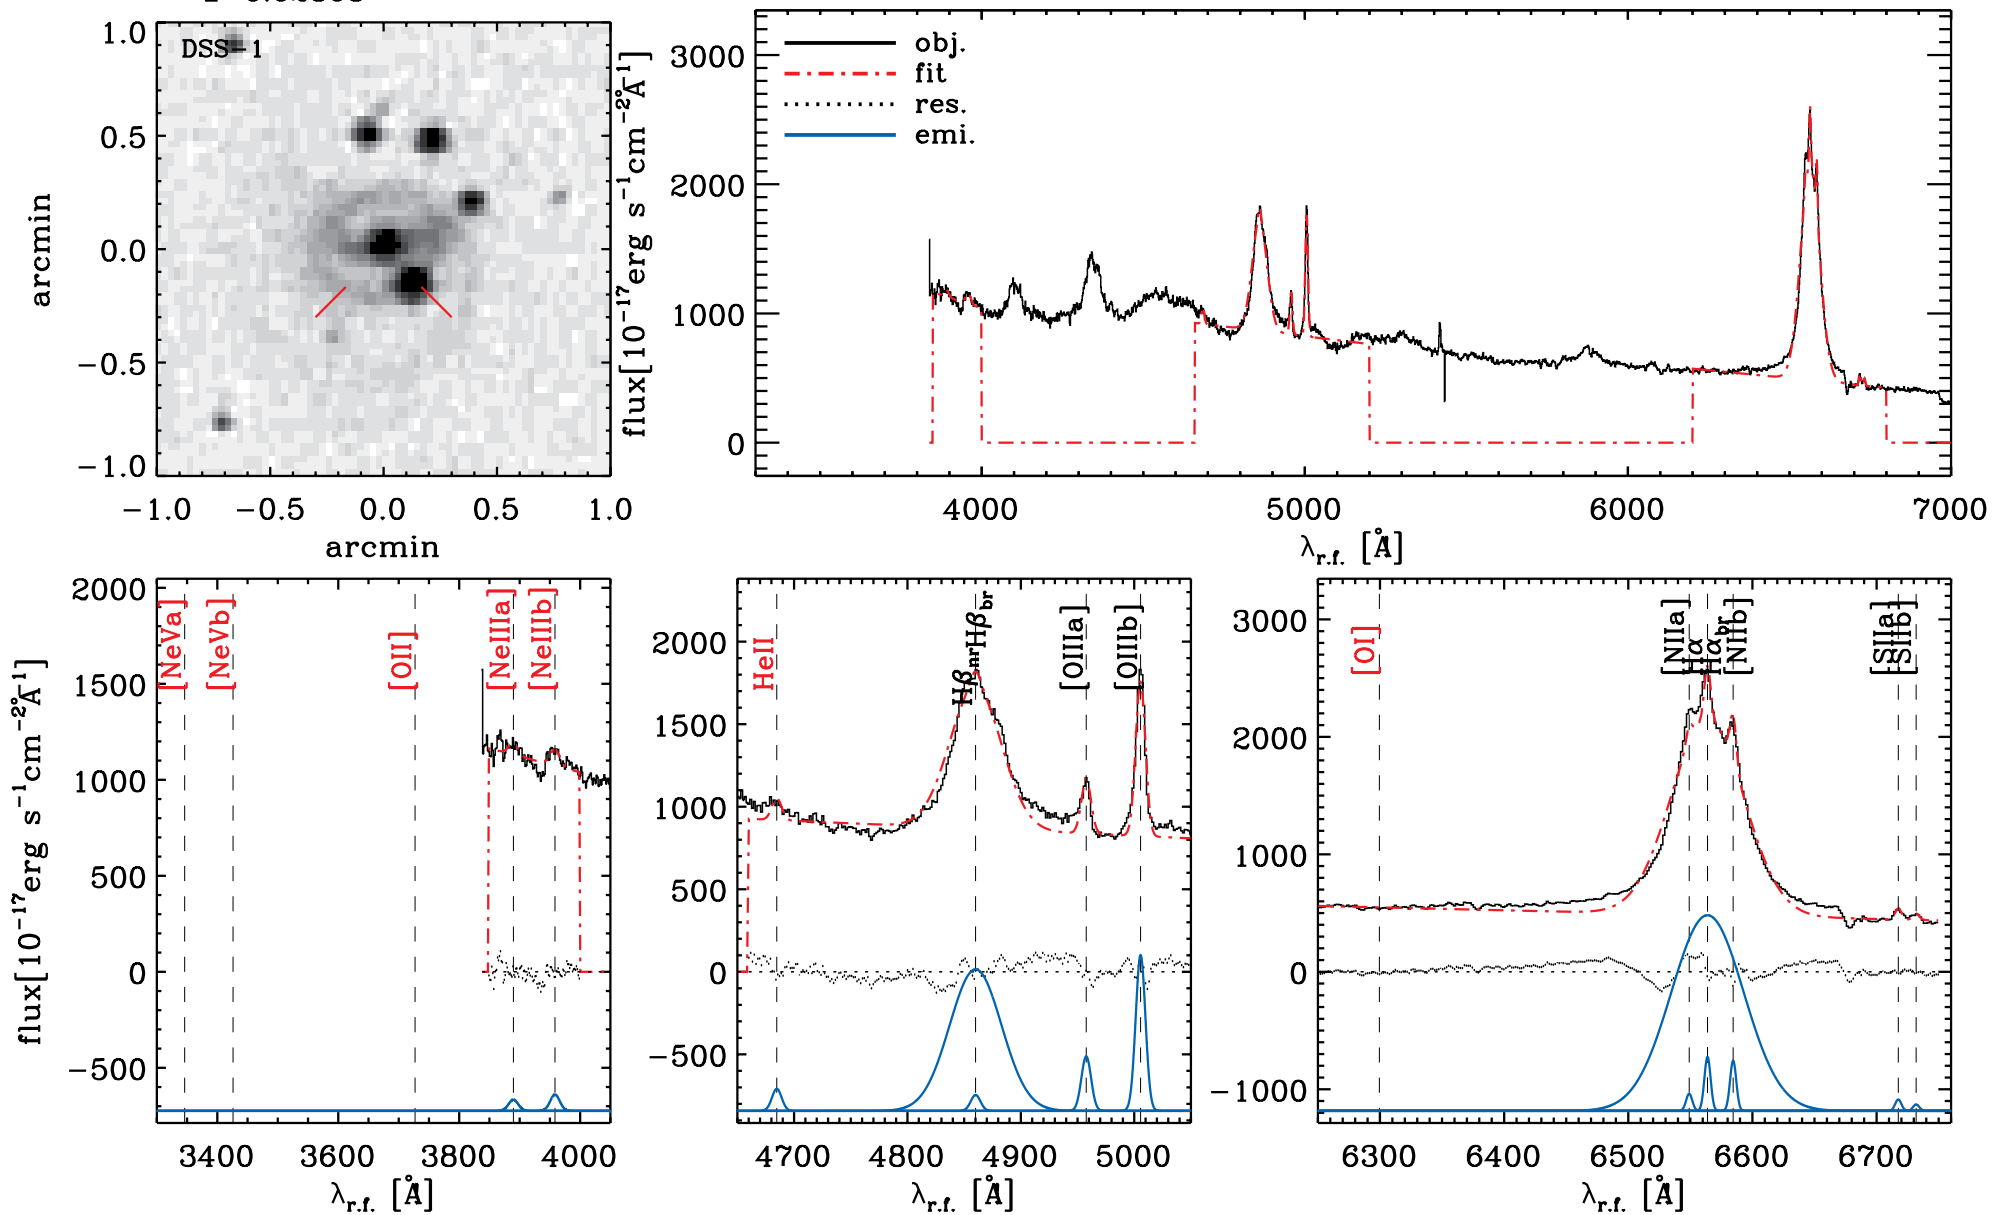 DSS-1
1.0
0.5
0.0
-0.5
-1.0
arcmin
-1.0 -0.5 0.0 0.5 1.0
arcmin
obj.
fit
res.
emi.
3000
2000
1000
0
flux[10⁻¹⁷erg s⁻¹cm⁻²Å⁻¹]
4000 5000 6000 7000
λr.f. [Å]
2000
1500
1000
500
0
-500
flux[10⁻¹⁷erg s⁻¹cm⁻²Å⁻¹]
[NeVa] [NeVb] [OII] [NeIIIa] [NeIIIb]
3400 3600 3800 4000
λr.f. [Å]
2000
1500
1000
500
0
-500
HeII Hβnr Hβbr [OIIIa] [OIIIb]
4700 4800 4900 5000
λr.f. [Å]
3000
2000
1000
0
-1000
[OI] [NIIa] Hα Hαbr [NIIb] [SIIa] [SIIb]
6300 6400 6500 6600 6700
λr.f. [Å]